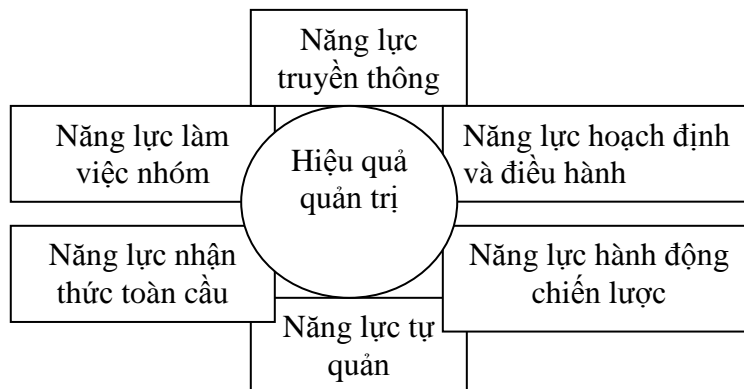 Năng lực
truyền thông
Năng lực làm
việc nhóm
Hiệu quả
quản trị
Năng lực hoạch định
và điều hành
Năng lực nhận
thức toàn cầu
Năng lực hành động
chiến lược
Năng lực tự
quản